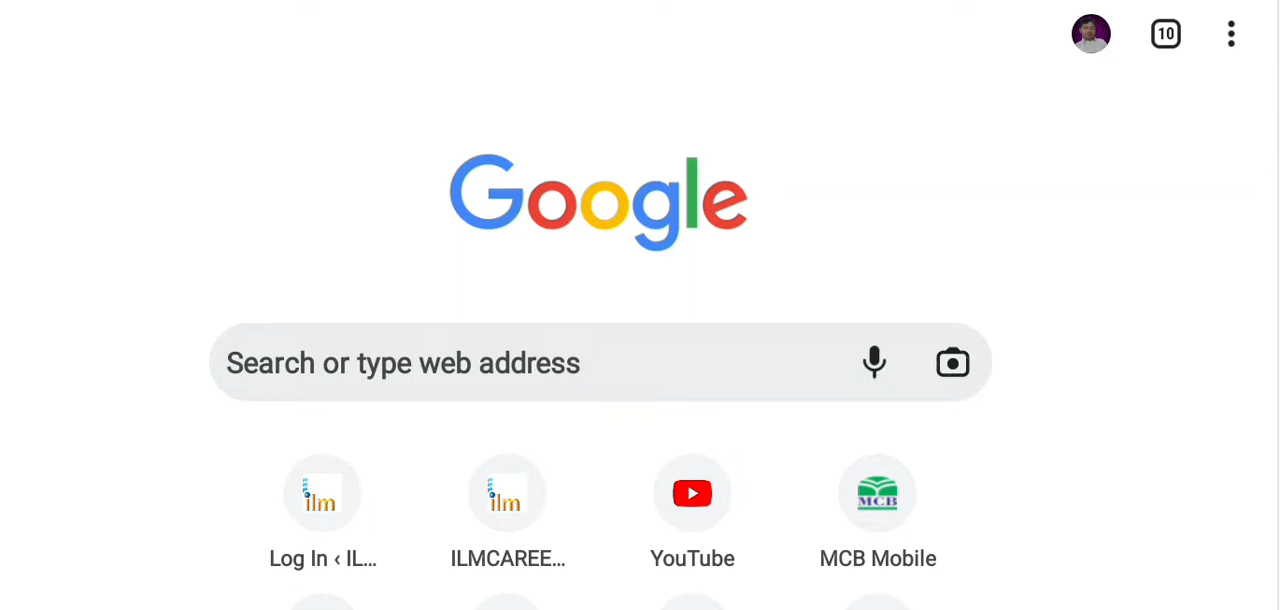 10
Google
Search or type web address
ilm
ilm
MCB
Log In ‹ IL...
ILMCAREE...
YouTube
MCB Mobile